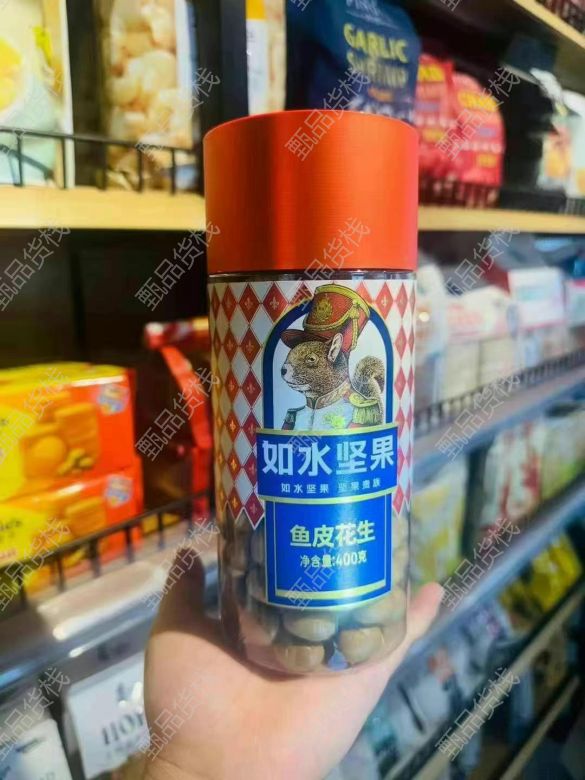 GARLIC
SHRIMP
如水坚果
如水坚果 坚果贵族
鱼皮花生
净含量:400克
甄品货栈